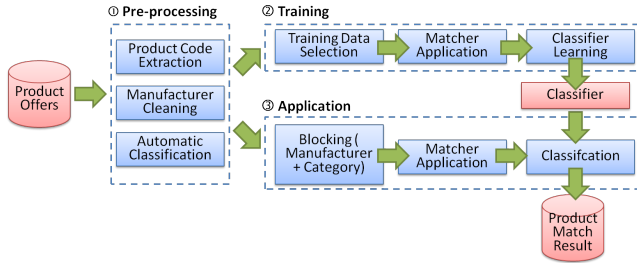 ① Pre-processing
Product
Offers
Product Code
Extraction
Manufacturer
Cleaning
Automatic
Classification
② Training
Training Data
Selection
Matcher
Application
Classifier
Learning
Classifier
③ Application
Blocking (
Manufacturer
+ Category)
Matcher
Application
Classifcation
Product
Match
Result